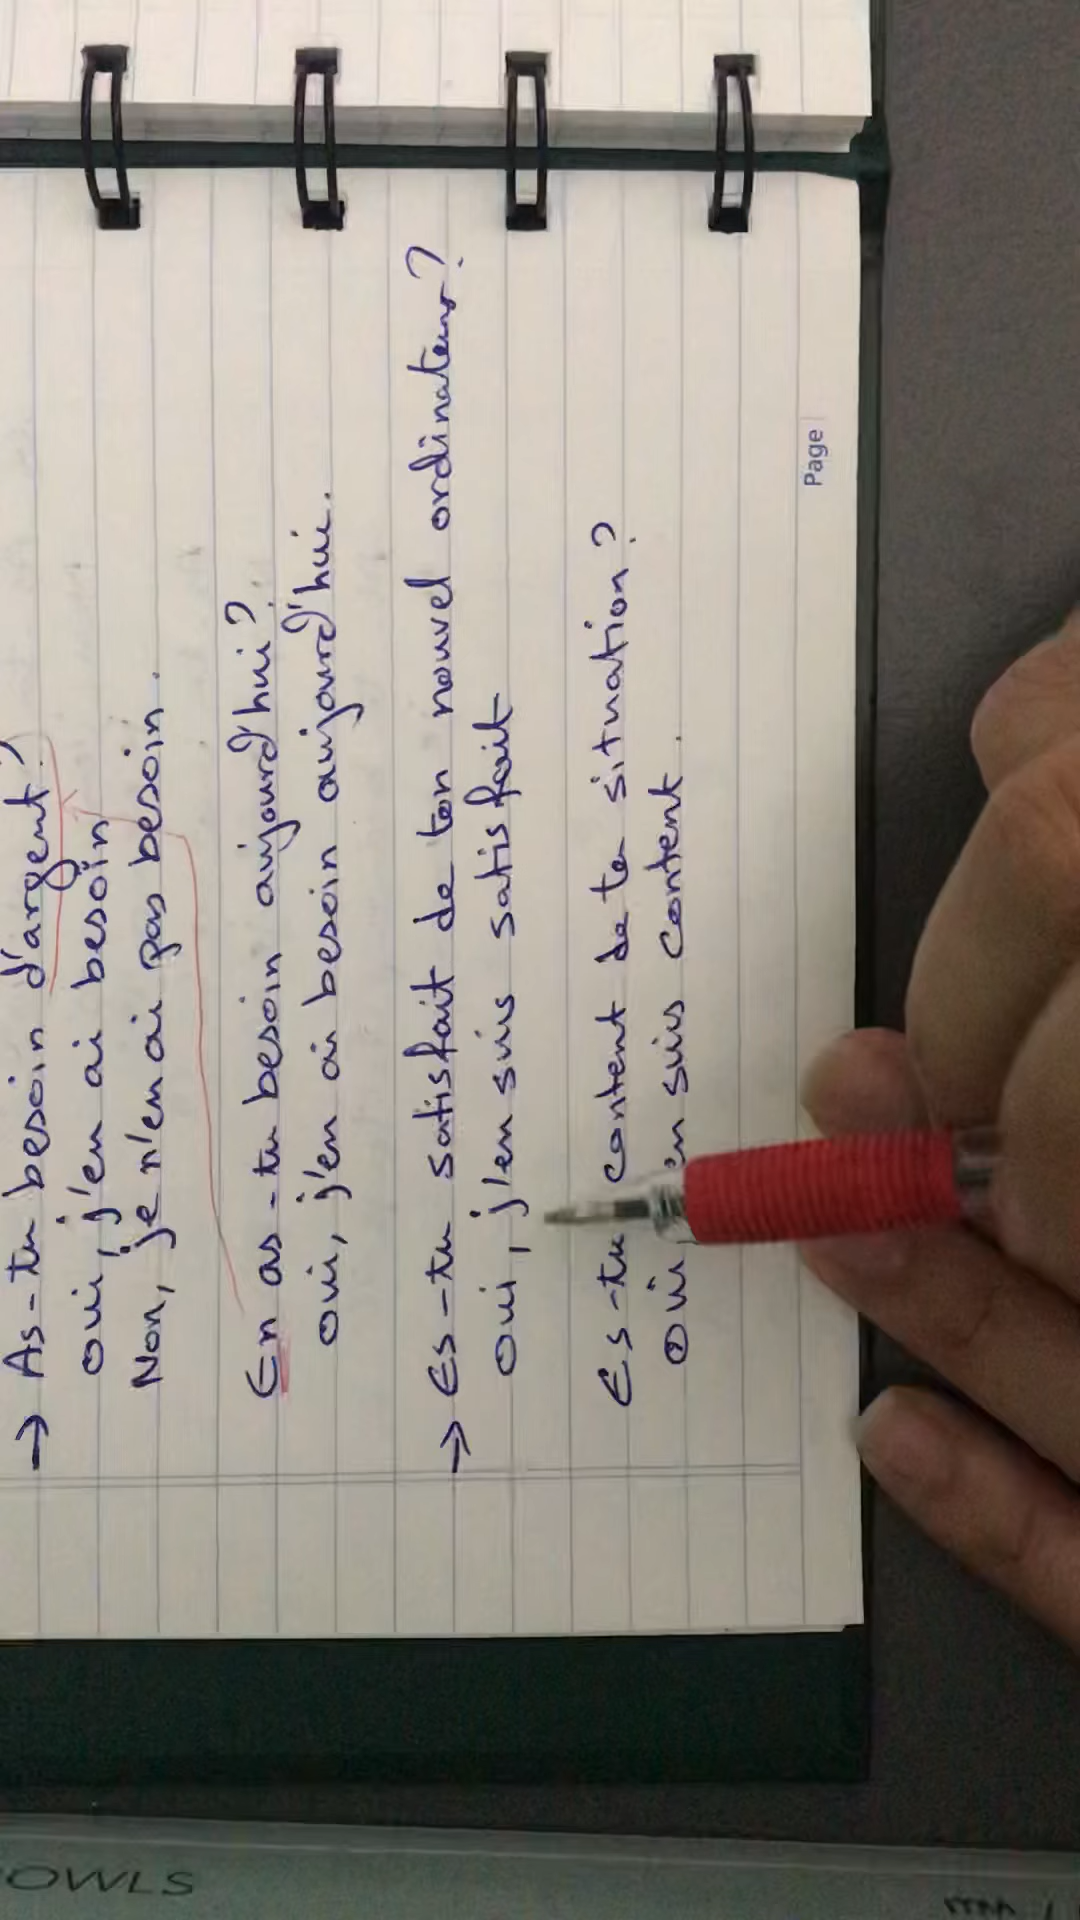 → As-tu besoin d'argent?
oui, j'en ai besoin
Non, je n'en ai pas besoin.
En as-tu besoin aujourd'hui?
oui, j'en ai besoin aujourd'hui.
→ Es-tu satisfait de ton nouvel ordinateur?
oui, j'en suis satisfait
Es-tu content de ta situation?
oui en suis content.
Page
OWLS